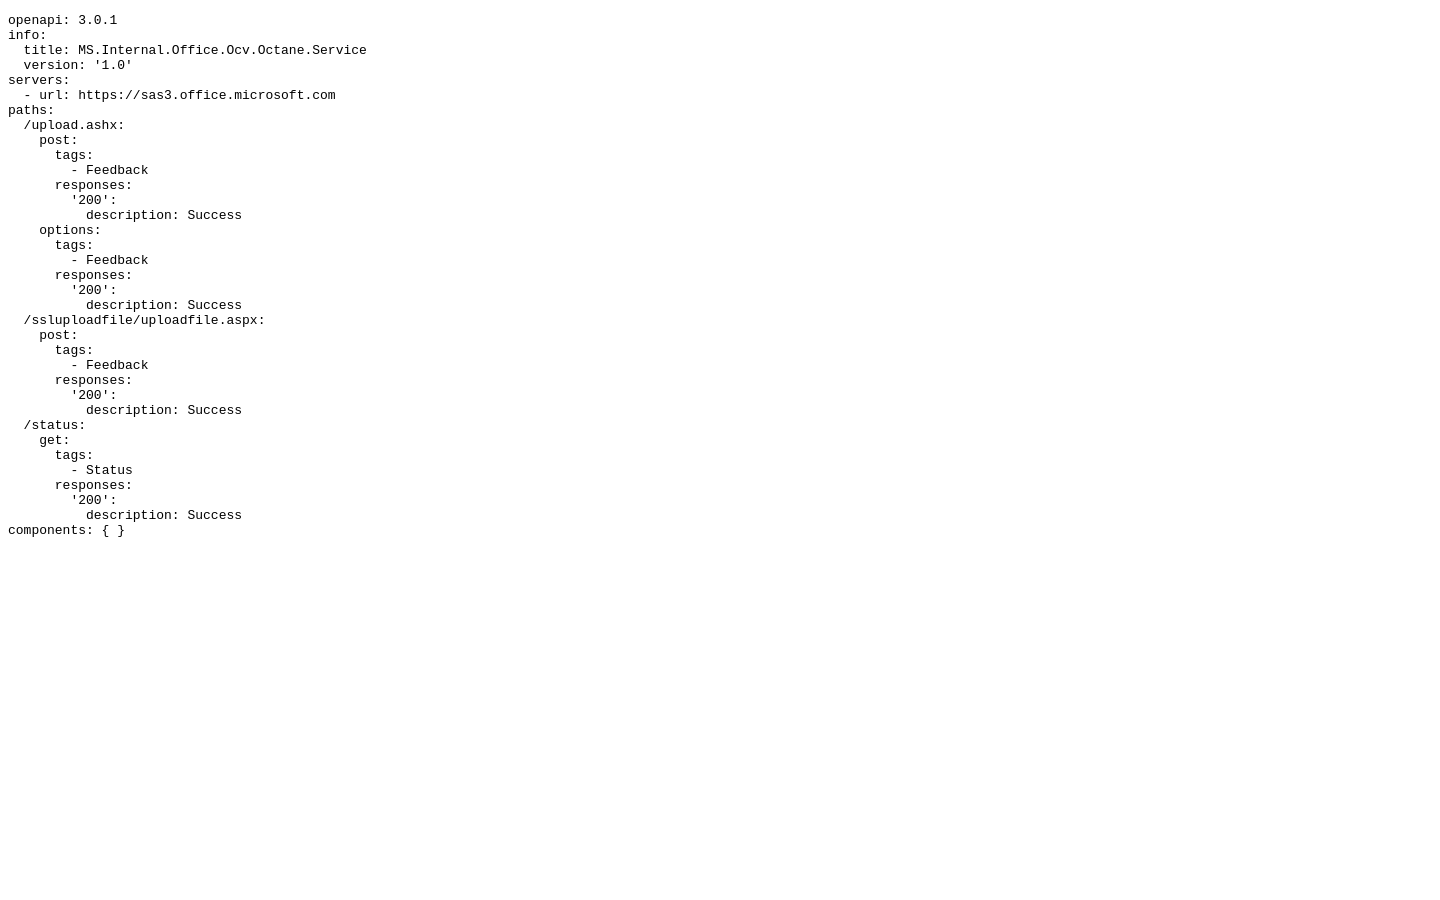 openapi: 3.0.1
info:
  title: MS.Internal.Office.Ocv.Octane.Service
  version: '1.0'
servers:
  - url: https://sas3.office.microsoft.com
paths:
  /upload.ashx:
    post:
      tags:
        - Feedback
      responses:
        '200':
          description: Success
    options:
      tags:
        - Feedback
      responses:
        '200':
          description: Success
  /ssluploadfile/uploadfile.aspx:
    post:
      tags:
        - Feedback
      responses:
        '200':
          description: Success
  /status:
    get:
      tags:
        - Status
      responses:
        '200':
          description: Success
components: { }